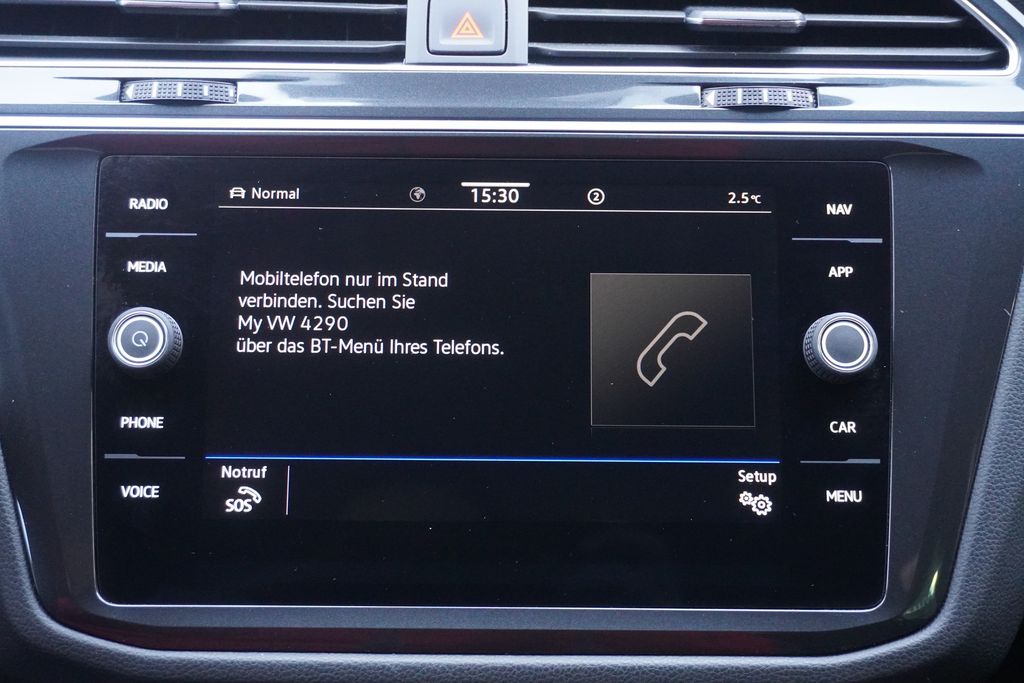 RADIO
MEDIA
PHONE
VOICE
Normal
15:30
2
2.5°C
Mobiltelefon nur im Stand
verbinden. Suchen Sie
My VW 4290
über das BT-Menü Ihres Telefons.
Notruf
SOS
Setup
NAV
APP
CAR
MENU